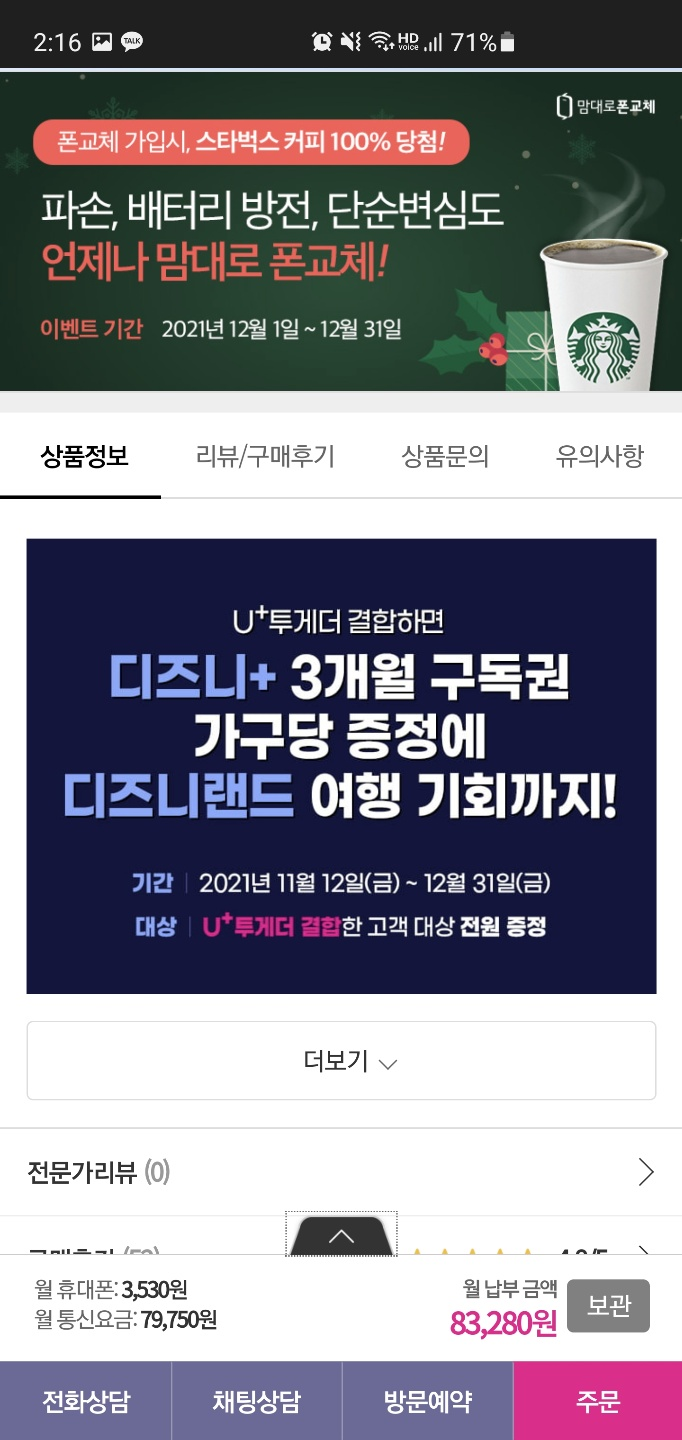 2:16
TALK
HD voice
71%
맘대로폰교체
폰교체 가입시, 스타벅스 커피 100% 당첨!
파손, 배터리 방전, 단순변심도
언제나 맘대로 폰교체!
이벤트 기간 2021년 12월 1일 ~ 12월 31일
상품정보 리뷰/구매후기 상품문의 유의사항
U+투게더 결합하면
디즈니+ 3개월 구독권
가구당 증정에
디즈니랜드 여행 기회까지!
기간 2021년 11월 12일(금) ~ 12월 31일(금)
대상 U+투게더 결합한 고객 대상 전원 증정
더보기
전문가리뷰 (0)
월 휴대폰: 3,530원
월 통신요금: 79,750원
월 납부 금액
83,280원
보관
전화상담 채팅상담 방문예약 주문